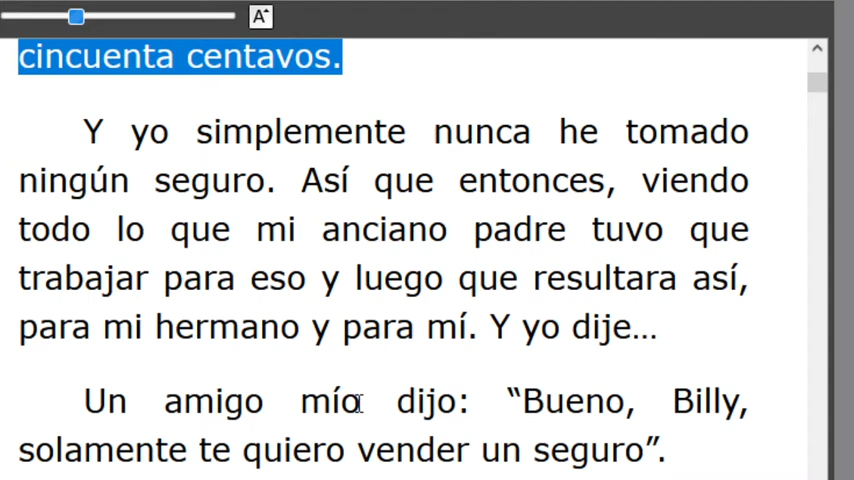 A
cincuenta centavos.
Y yo simplemente nunca he tomado
ningún seguro. Así que entonces, viendo
todo lo que mi anciano padre tuvo que
trabajar para eso y luego que resultara así,
para mi hermano y para mí. Y yo dije…
Un amigo mío dijo: “Bueno, Billy,
solamente te quiero vender un seguro”.